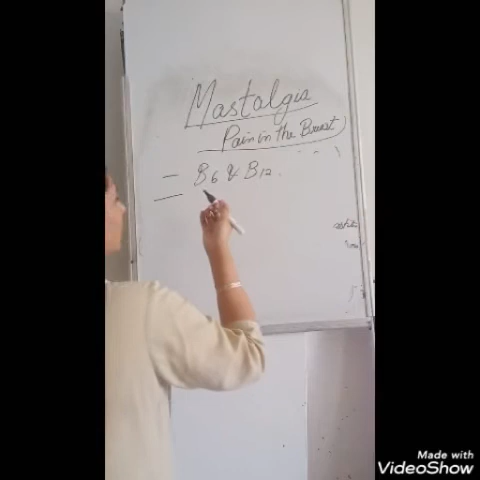 Mastalgia
Pain in the Breast
- B6 & B12.
Made with
VideoShow